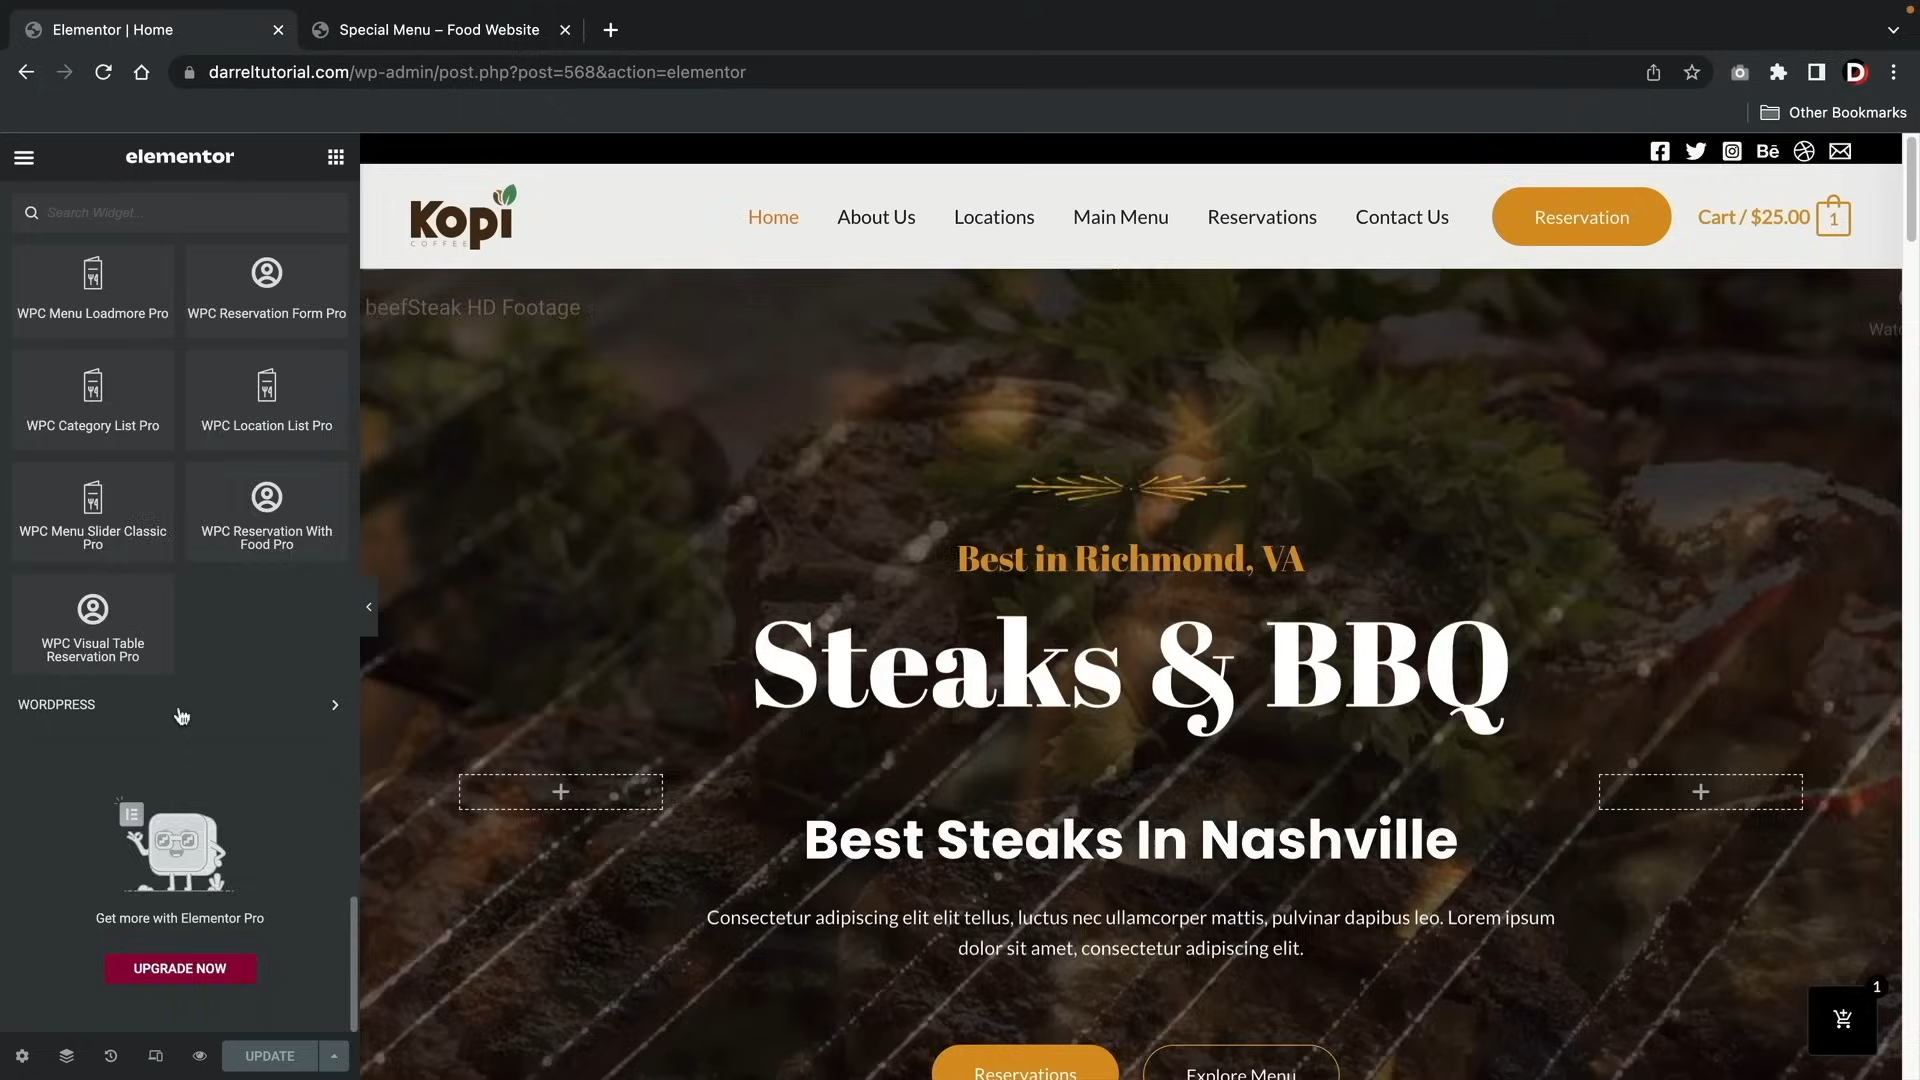 Elementor | Home
Special Menu – Food Website
darreltutorial.com/wp-admin/post.php?post=568&action=elementor
Other Bookmarks
elementor
Search Widget...
WPC Menu Loadmore Pro
WPC Reservation Form Pro
WPC Category List Pro
WPC Location List Pro
WPC Menu Slider Classic
Pro
WPC Reservation With
Food Pro
WPC Visual Table
Reservation Pro
WORDPRESS
Get more with Elementor Pro
UPGRADE NOW
UPDATE
Bē
Kopi
COFFEE
Home
About Us
Locations
Main Menu
Reservations
Contact Us
Reservation
Cart / $25.00
1
beefSteak HD Footage
Best in Richmond, VA
Steaks & BBQ
Best Steaks In Nashville
Consectetur adipiscing elit elit tellus, luctus nec ullamcorper mattis, pulvinar dapibus leo. Lorem ipsum
dolor sit amet, consectetur adipiscing elit.
Reservations
Explore Menu
1